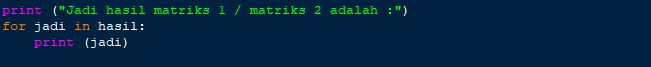 print ("Jadi hasil matriks 1 / matriks 2 adalah :")
for jadi in hasil:
    print (jadi)